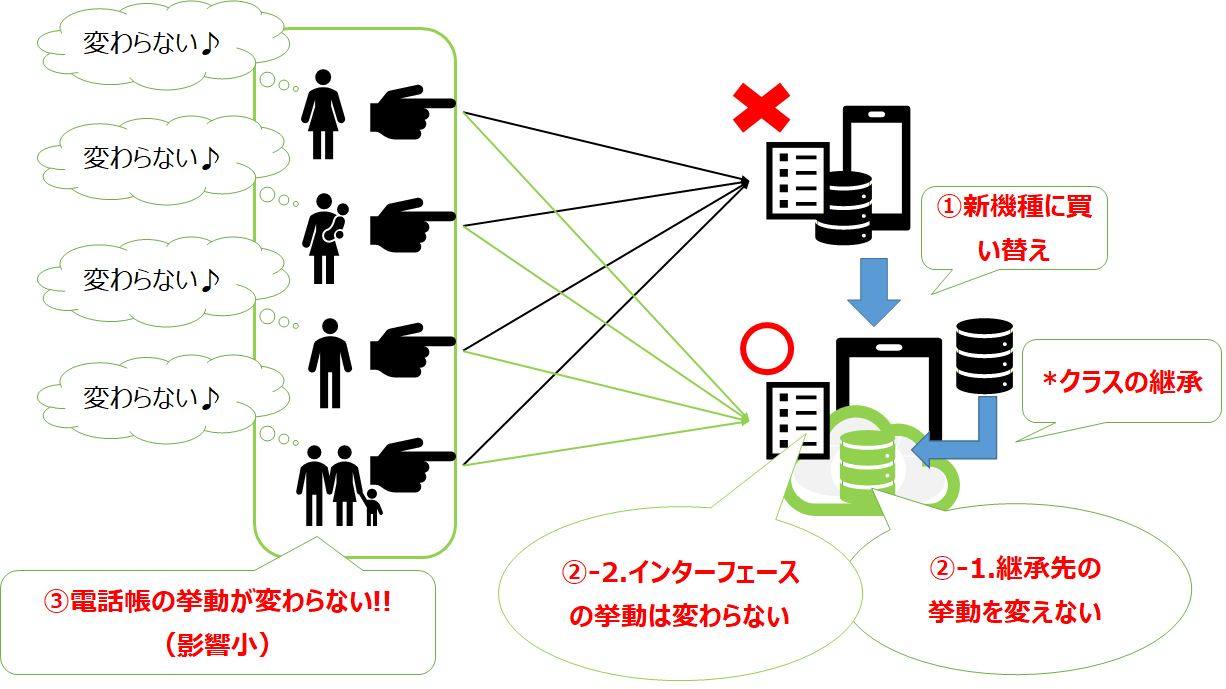 変わらない♪
変わらない♪
変わらない♪
変わらない♪
①新機種に買
い替え
*クラスの継承
②-2.インターフェース
の挙動は変わらない
②-1.継承先の
挙動を変えない
③電話帳の挙動が変わらない!!
（影響小）